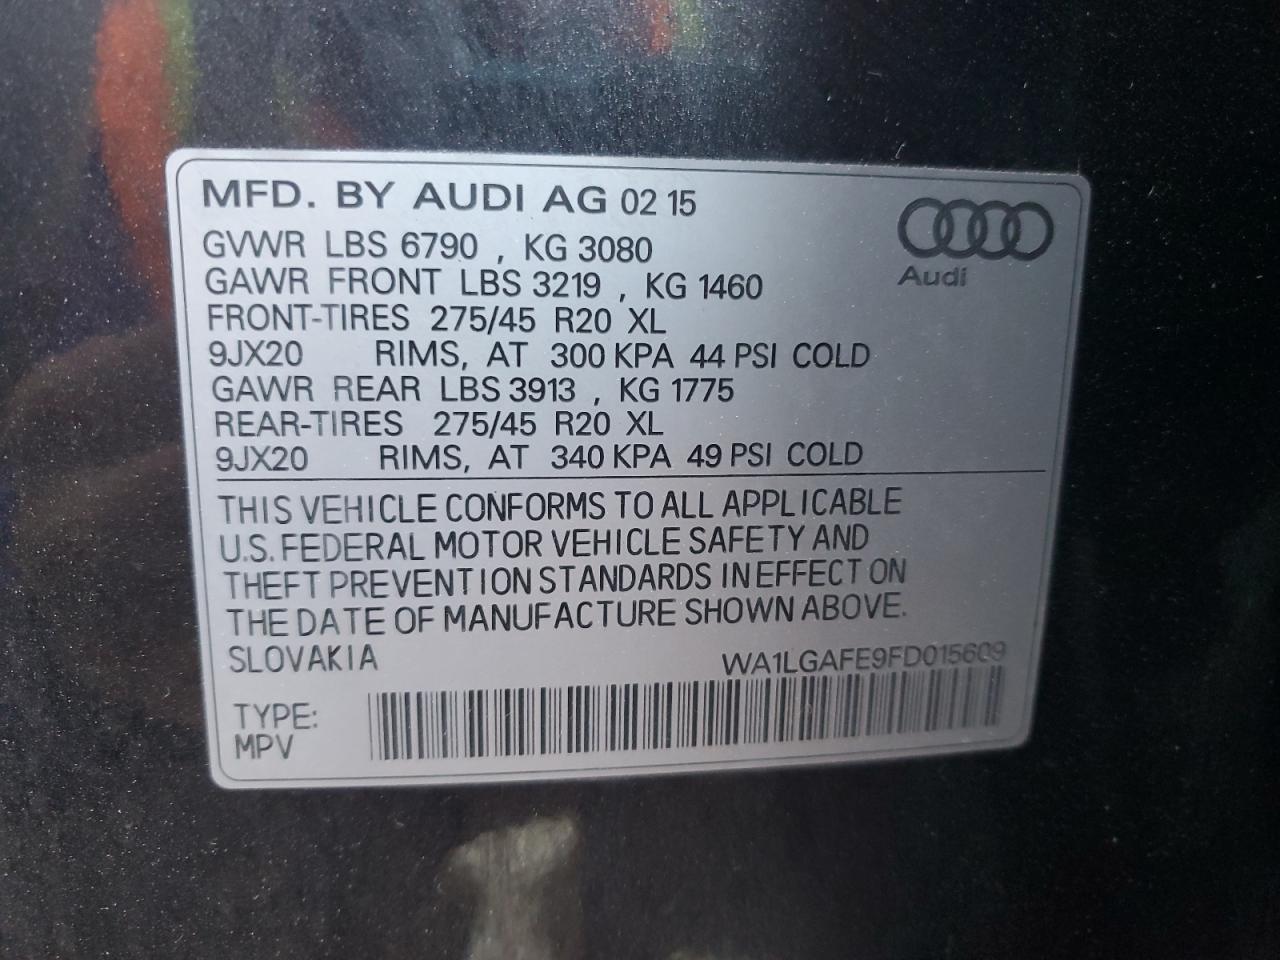 MFD. BY AUDI AG 02 15
GVWR LBS 6790 , KG 3080
GAWR FRONT LBS 3219 , KG 1460
FRONT-TIRES 275/45 R20 XL
9JX20 RIMS, AT 300 KPA 44 PSI COLD
GAWR REAR LBS 3913 , KG 1775
REAR-TIRES 275/45 R20 XL
9JX20 RIMS, AT 340 KPA 49 PSI COLD
Audi
THIS VEHICLE CONFORMS TO ALL APPLICABLE
U.S. FEDERAL MOTOR VEHICLE SAFETY AND
THEFT PREVENTION STANDARDS IN EFFECT ON
THE DATE OF MANUFACTURE SHOWN ABOVE.
SLOVAKIA WA1LGAFE9FD015609
TYPE:
MPV